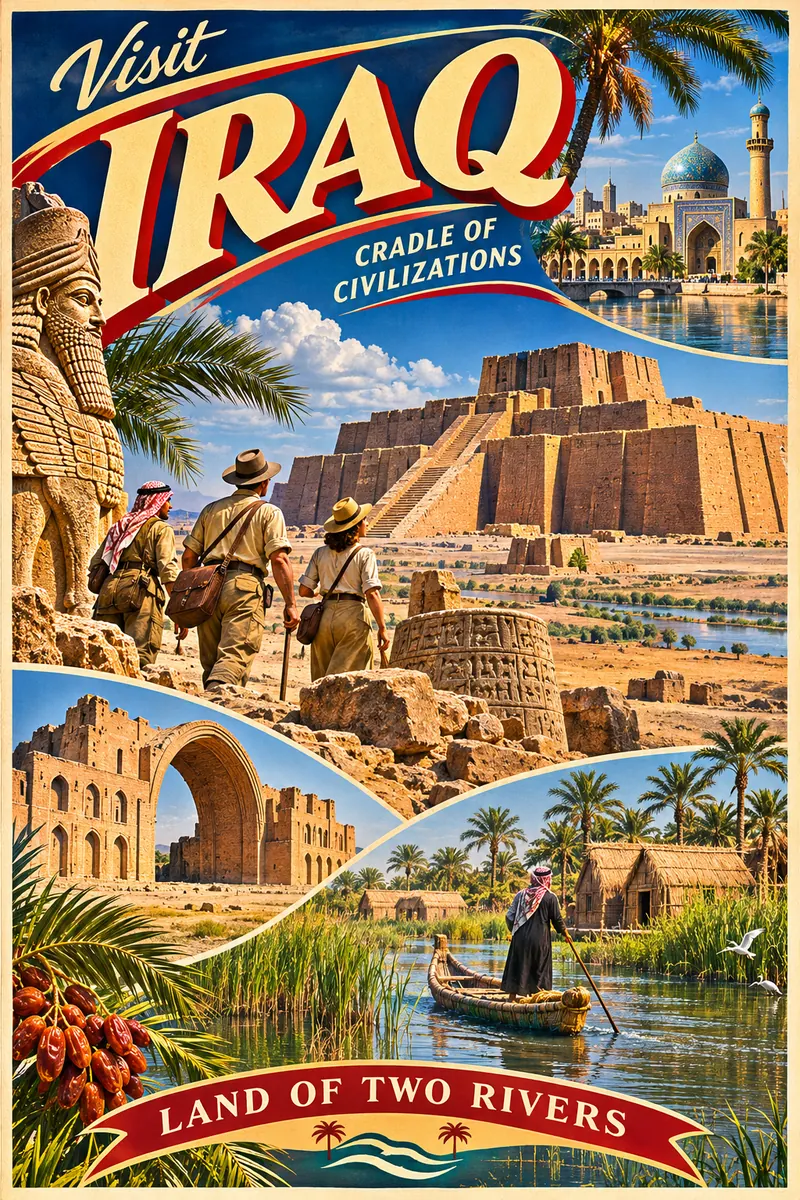 Visit
IRAQ
CRADLE OF
CIVILIZATIONS
LAND OF TWO RIVERS